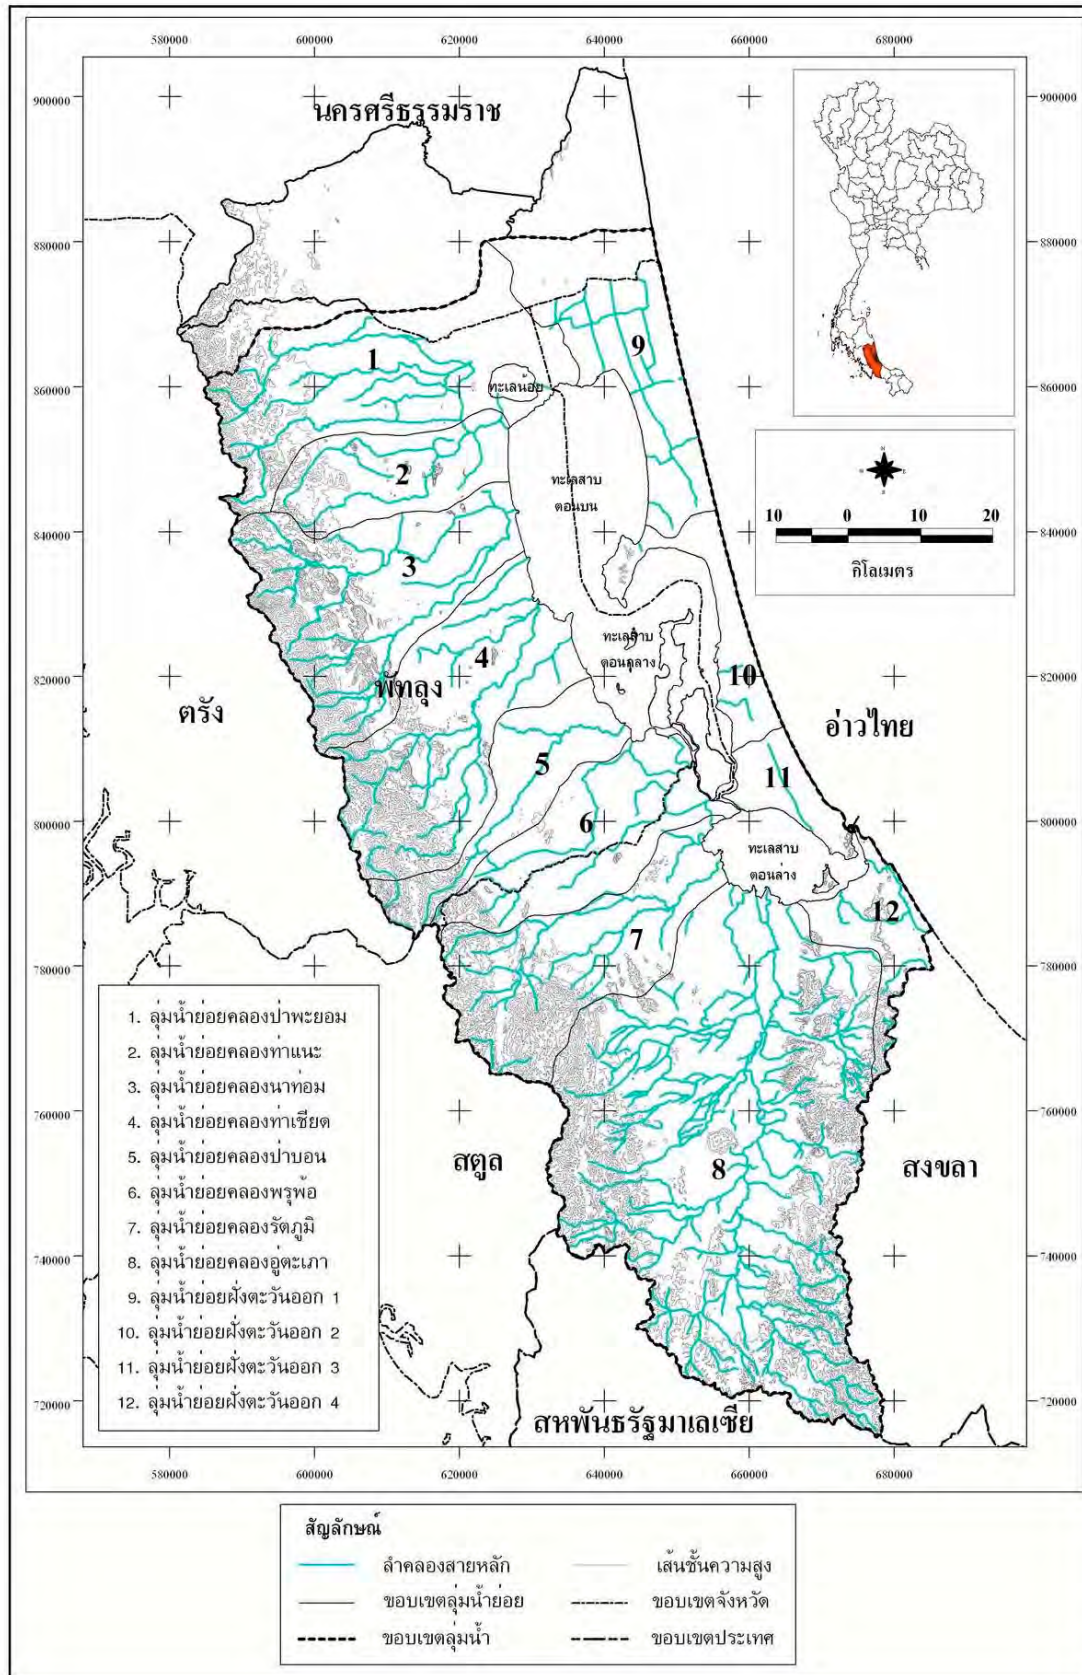 580000 600000 620000 640000 660000 680000
900000 900000
นครศรีธรรมราช
880000 880000
9
1
860000 860000
ทะเลน้อย
2
ทะเลสาบ
ตอนบน
840000 840000
10 0 10 20
กิโลเมตร
3
ทะเลสาบ
ตอนกลาง
4
820000 820000
พัทลุง
10
ตรัง
อ่าวไทย
5
11
6
800000 800000
ทะเลสาบ
ตอนล่าง
12
7
780000 780000
1. ลุ่มน้ำย่อยคลองป่าพะยอม
2. ลุ่มน้ำย่อยคลองท่าแนะ
3. ลุ่มน้ำย่อยคลองนาท่อม
4. ลุ่มน้ำย่อยคลองท่าเชียด
5. ลุ่มน้ำย่อยคลองป่าบอน
6. ลุ่มน้ำย่อยคลองพรุพ้อ
7. ลุ่มน้ำย่อยคลองรัตภูมิ
8. ลุ่มน้ำย่อยคลองอู่ตะเภา
9. ลุ่มน้ำย่อยฝั่งตะวันออก 1
10. ลุ่มน้ำย่อยฝั่งตะวันออก 2
11. ลุ่มน้ำย่อยฝั่งตะวันออก 3
12. ลุ่มน้ำย่อยฝั่งตะวันออก 4
760000 760000
สตูล
8
สงขลา
740000 740000
720000 720000
สหพันธรัฐมาเลเซีย
580000 600000 620000 640000 660000 680000
สัญลักษณ์
ลำคลองสายหลัก
เส้นชั้นความสูง
ขอบเขตลุ่มน้ำย่อย
ขอบเขตจังหวัด
ขอบเขตลุ่มน้ำ
ขอบเขตประเทศ